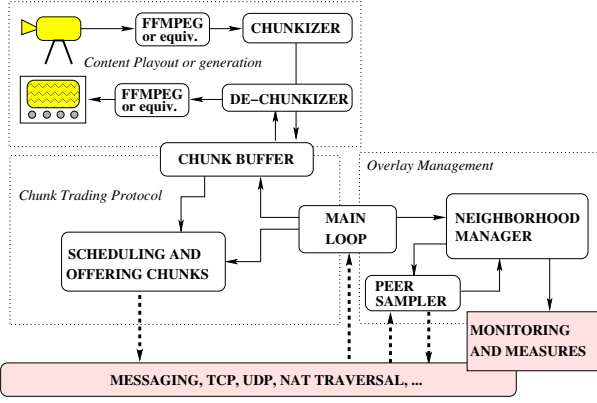 FFMPEG
or equiv.
CHUNKIZER
Content Playout or generation
FFMPEG
or equiv.
DE-CHUNKIZER
CHUNK BUFFER
Overlay Management
Chunk Trading Protocol
MAIN
LOOP
NEIGHBORHOOD
MANAGER
SCHEDULING AND
OFFERING CHUNKS
PEER
SAMPLER
MONITORING
AND MEASURES
MESSAGING, TCP, UDP, NAT TRAVERSAL, ...